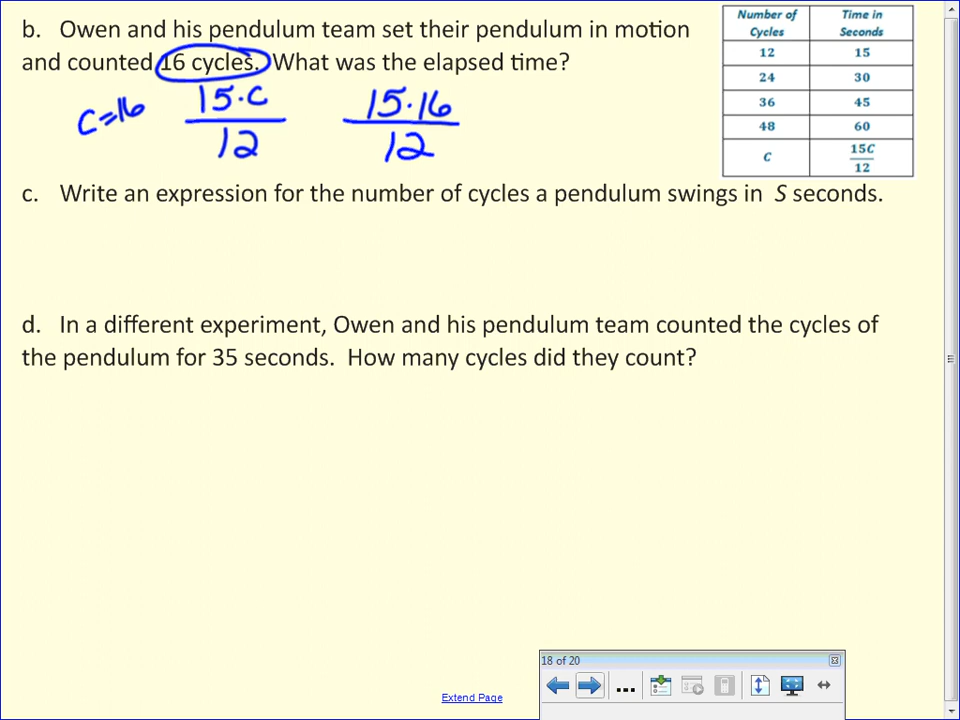 b. Owen and his pendulum team set their pendulum in motion
and counted 16 cycles. What was the elapsed time?
C=16 15·C/12 15·16/12
Number of Cycles Time in Seconds
12 15
24 30
36 45
48 60
C 15C/12
c. Write an expression for the number of cycles a pendulum swings in S seconds.
d. In a different experiment, Owen and his pendulum team counted the cycles of
the pendulum for 35 seconds. How many cycles did they count?
18 of 20
Extend Page